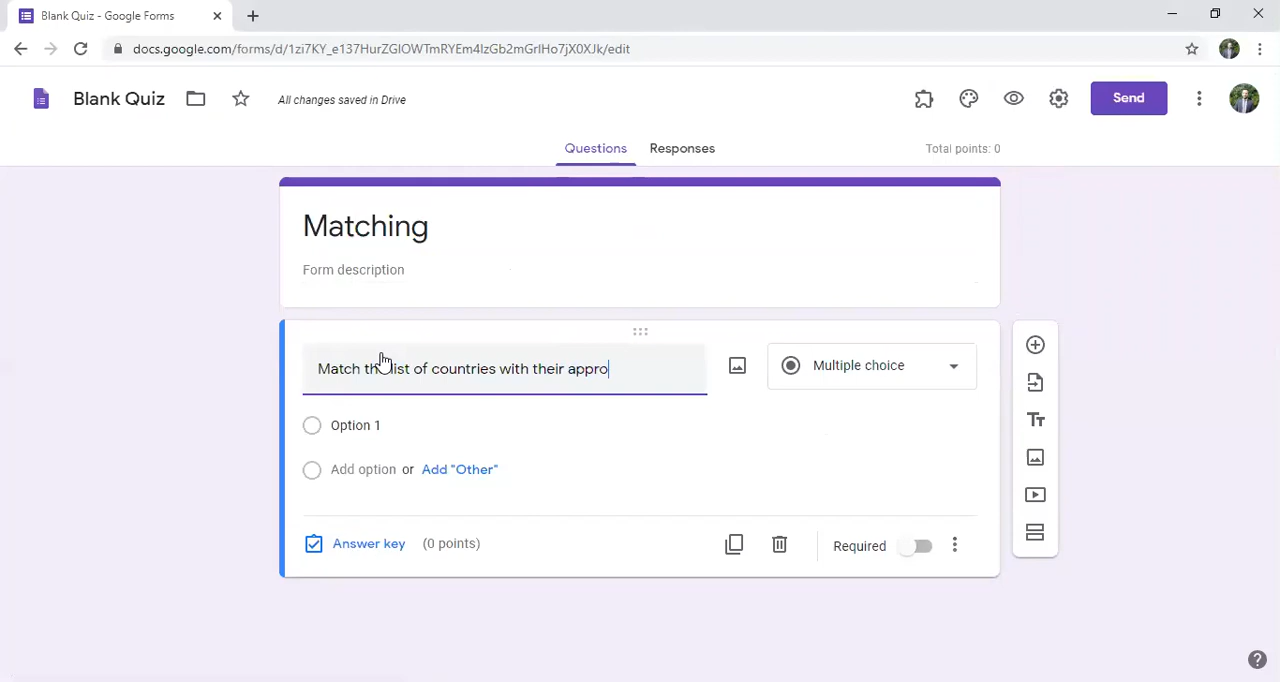 Blank Quiz - Google Forms
docs.google.com/forms/d/1zi7KY_e137HurZGlOWTmRYEm4lzGb2mGrlHo7jX0XJk/edit
Blank Quiz
All changes saved in Drive
Send
Questions
Responses
Total points: 0
Matching
Form description
Match the list of countries with their appro
Multiple choice
Option 1
Add option or Add "Other"
Answer key (0 points)
Required